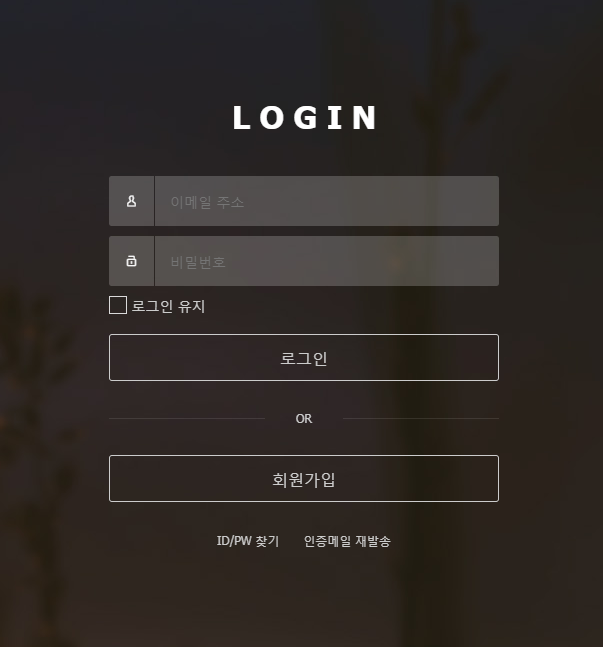 LOGIN
이메일 주소
비밀번호
로그인 유지
로그인
OR
회원가입
ID/PW 찾기 인증메일 재발송